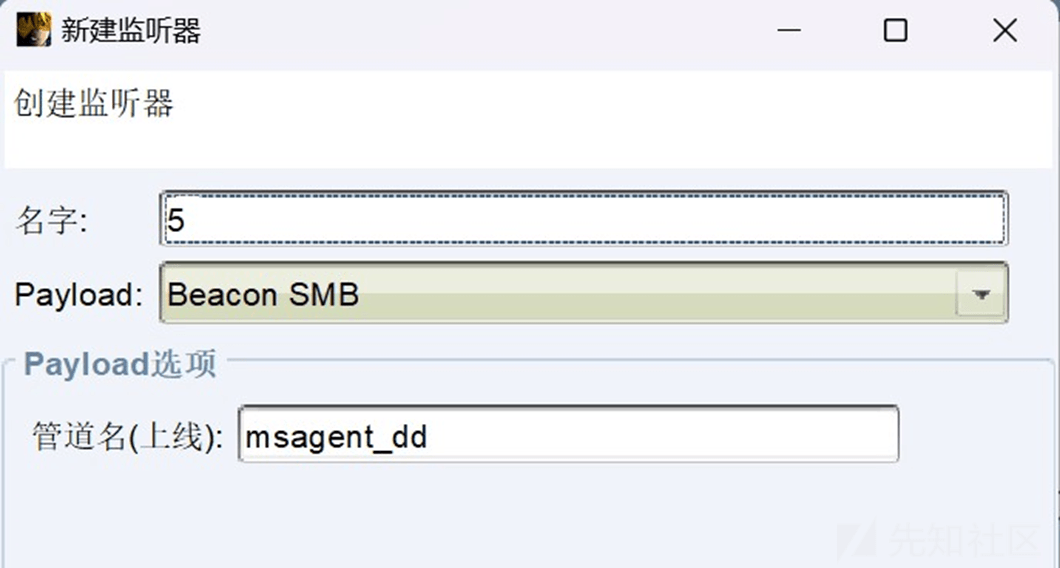 新建监听器
创建监听器
名字: 5
Payload: Beacon SMB
Payload选项
管道名(上线): msagent_dd
先知社区